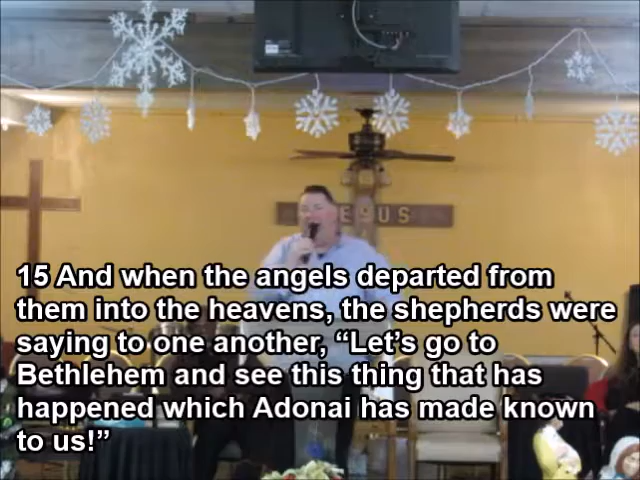 JESUS
15 And when the angels departed from
them into the heavens, the shepherds were
saying to one another, “Let’s go to
Bethlehem and see this thing that has
happened which Adonai has made known
to us!”